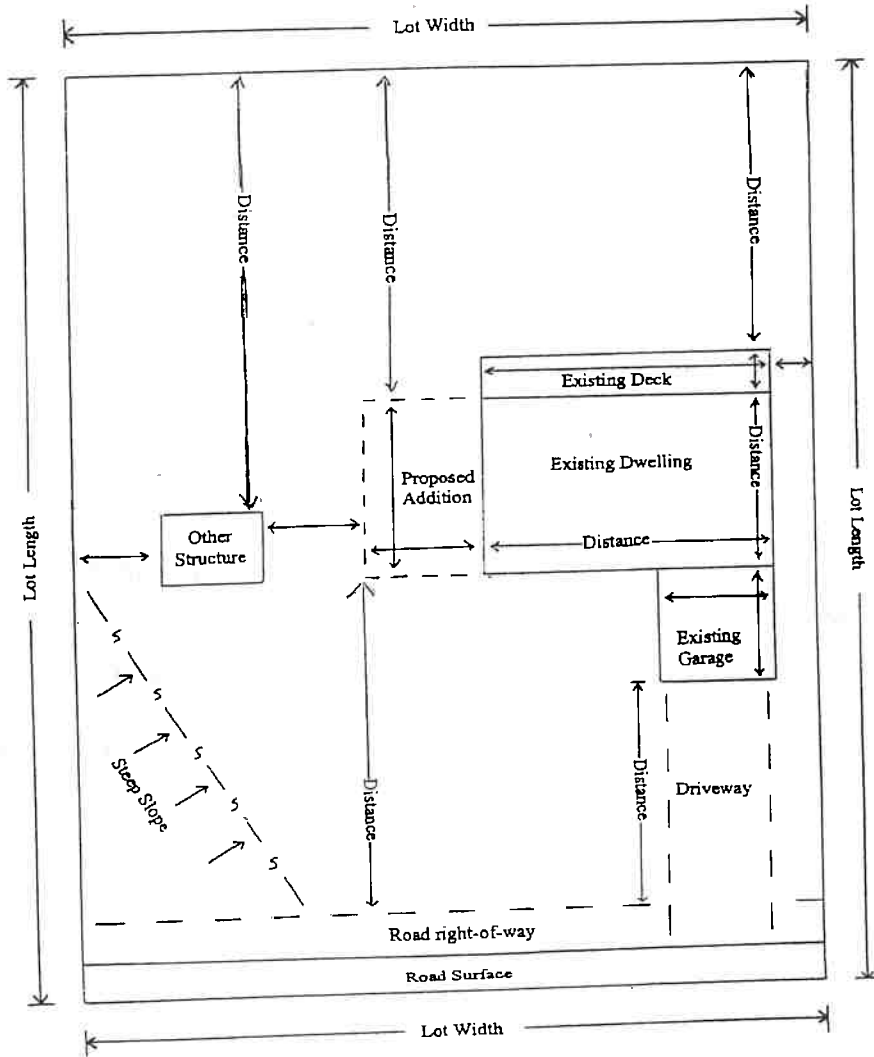 Lot Width
Distance
Distance
Distance
Existing Deck
Existing Dwelling
Distance
Proposed
Addition
Distance
Other
Structure
Lot Length
Lot Length
Existing
Garage
Steep Slope
S
S
S
S
S
Distance
Distance
Driveway
Road right-of-way
Road Surface
Lot Width